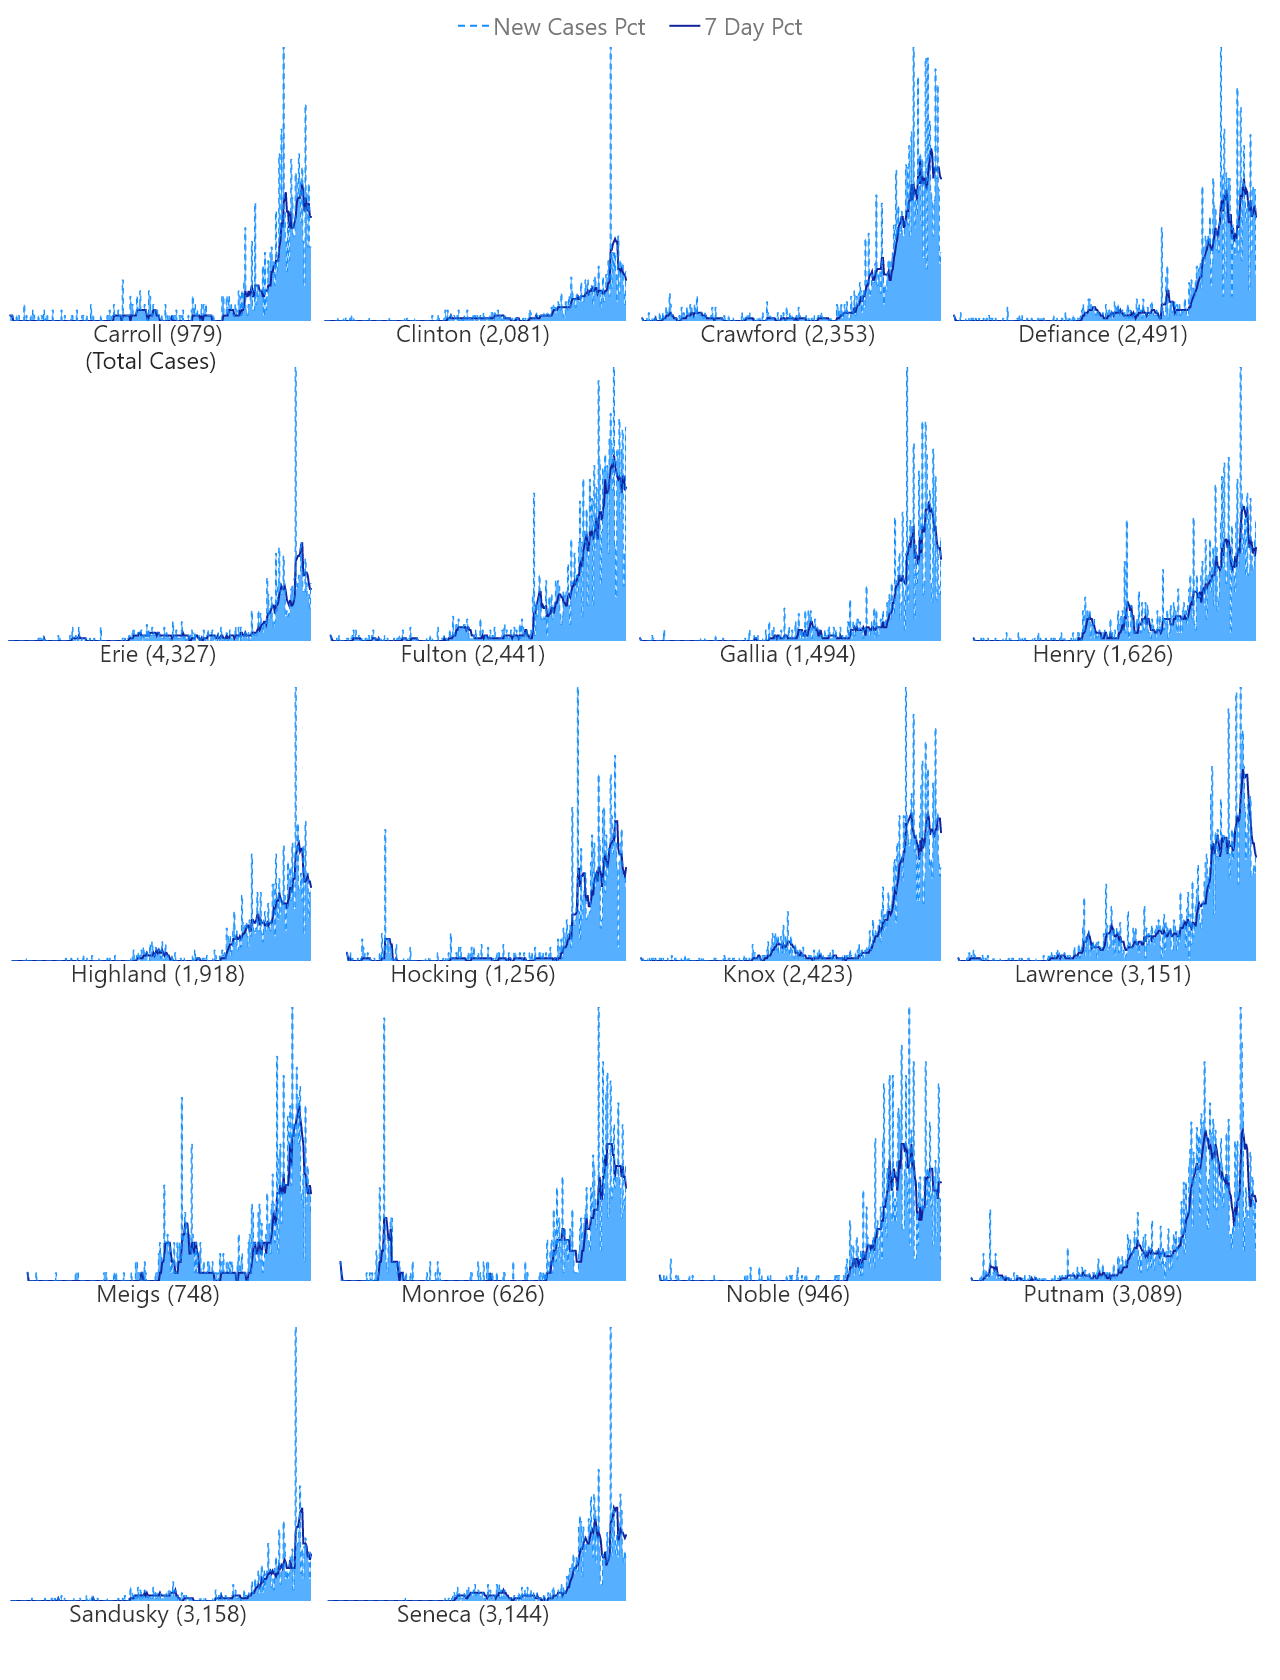 New Cases Pct 7 Day Pct
Carroll (979) Clinton (2,081) Crawford (2,353) Defiance (2,491)
(Total Cases)
Erie (4,327) Fulton (2,441) Gallia (1,494) Henry (1,626)
Highland (1,918) Hocking (1,256) Knox (2,423) Lawrence (3,151)
Meigs (748) Monroe (626) Noble (946) Putnam (3,089)
Sandusky (3,158) Seneca (3,144)